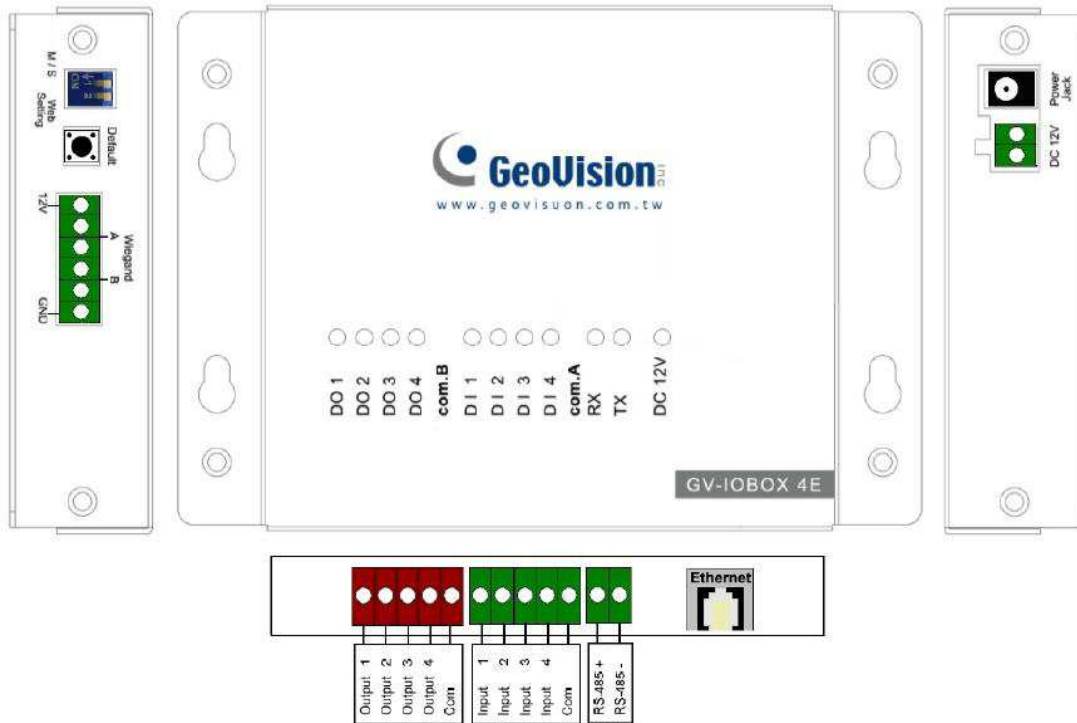 M / S
Web
Setting
Default
12V
A
Wiegand
B
GND
GeoVision inc
www.geovisuon.com.tw
DO 1
DO 2
DO 3
DO 4
com.B
DI 1
DI 2
DI 3
DI 4
com.A
RX
TX
DC 12V
GV-IOBOX 4E
Power
Jack
DC 12V
Ethernet
Output 1
Output 2
Output 3
Output 4
Com
Input 1
Input 2
Input 3
Input 4
Com
RS-485 +
RS-485 -